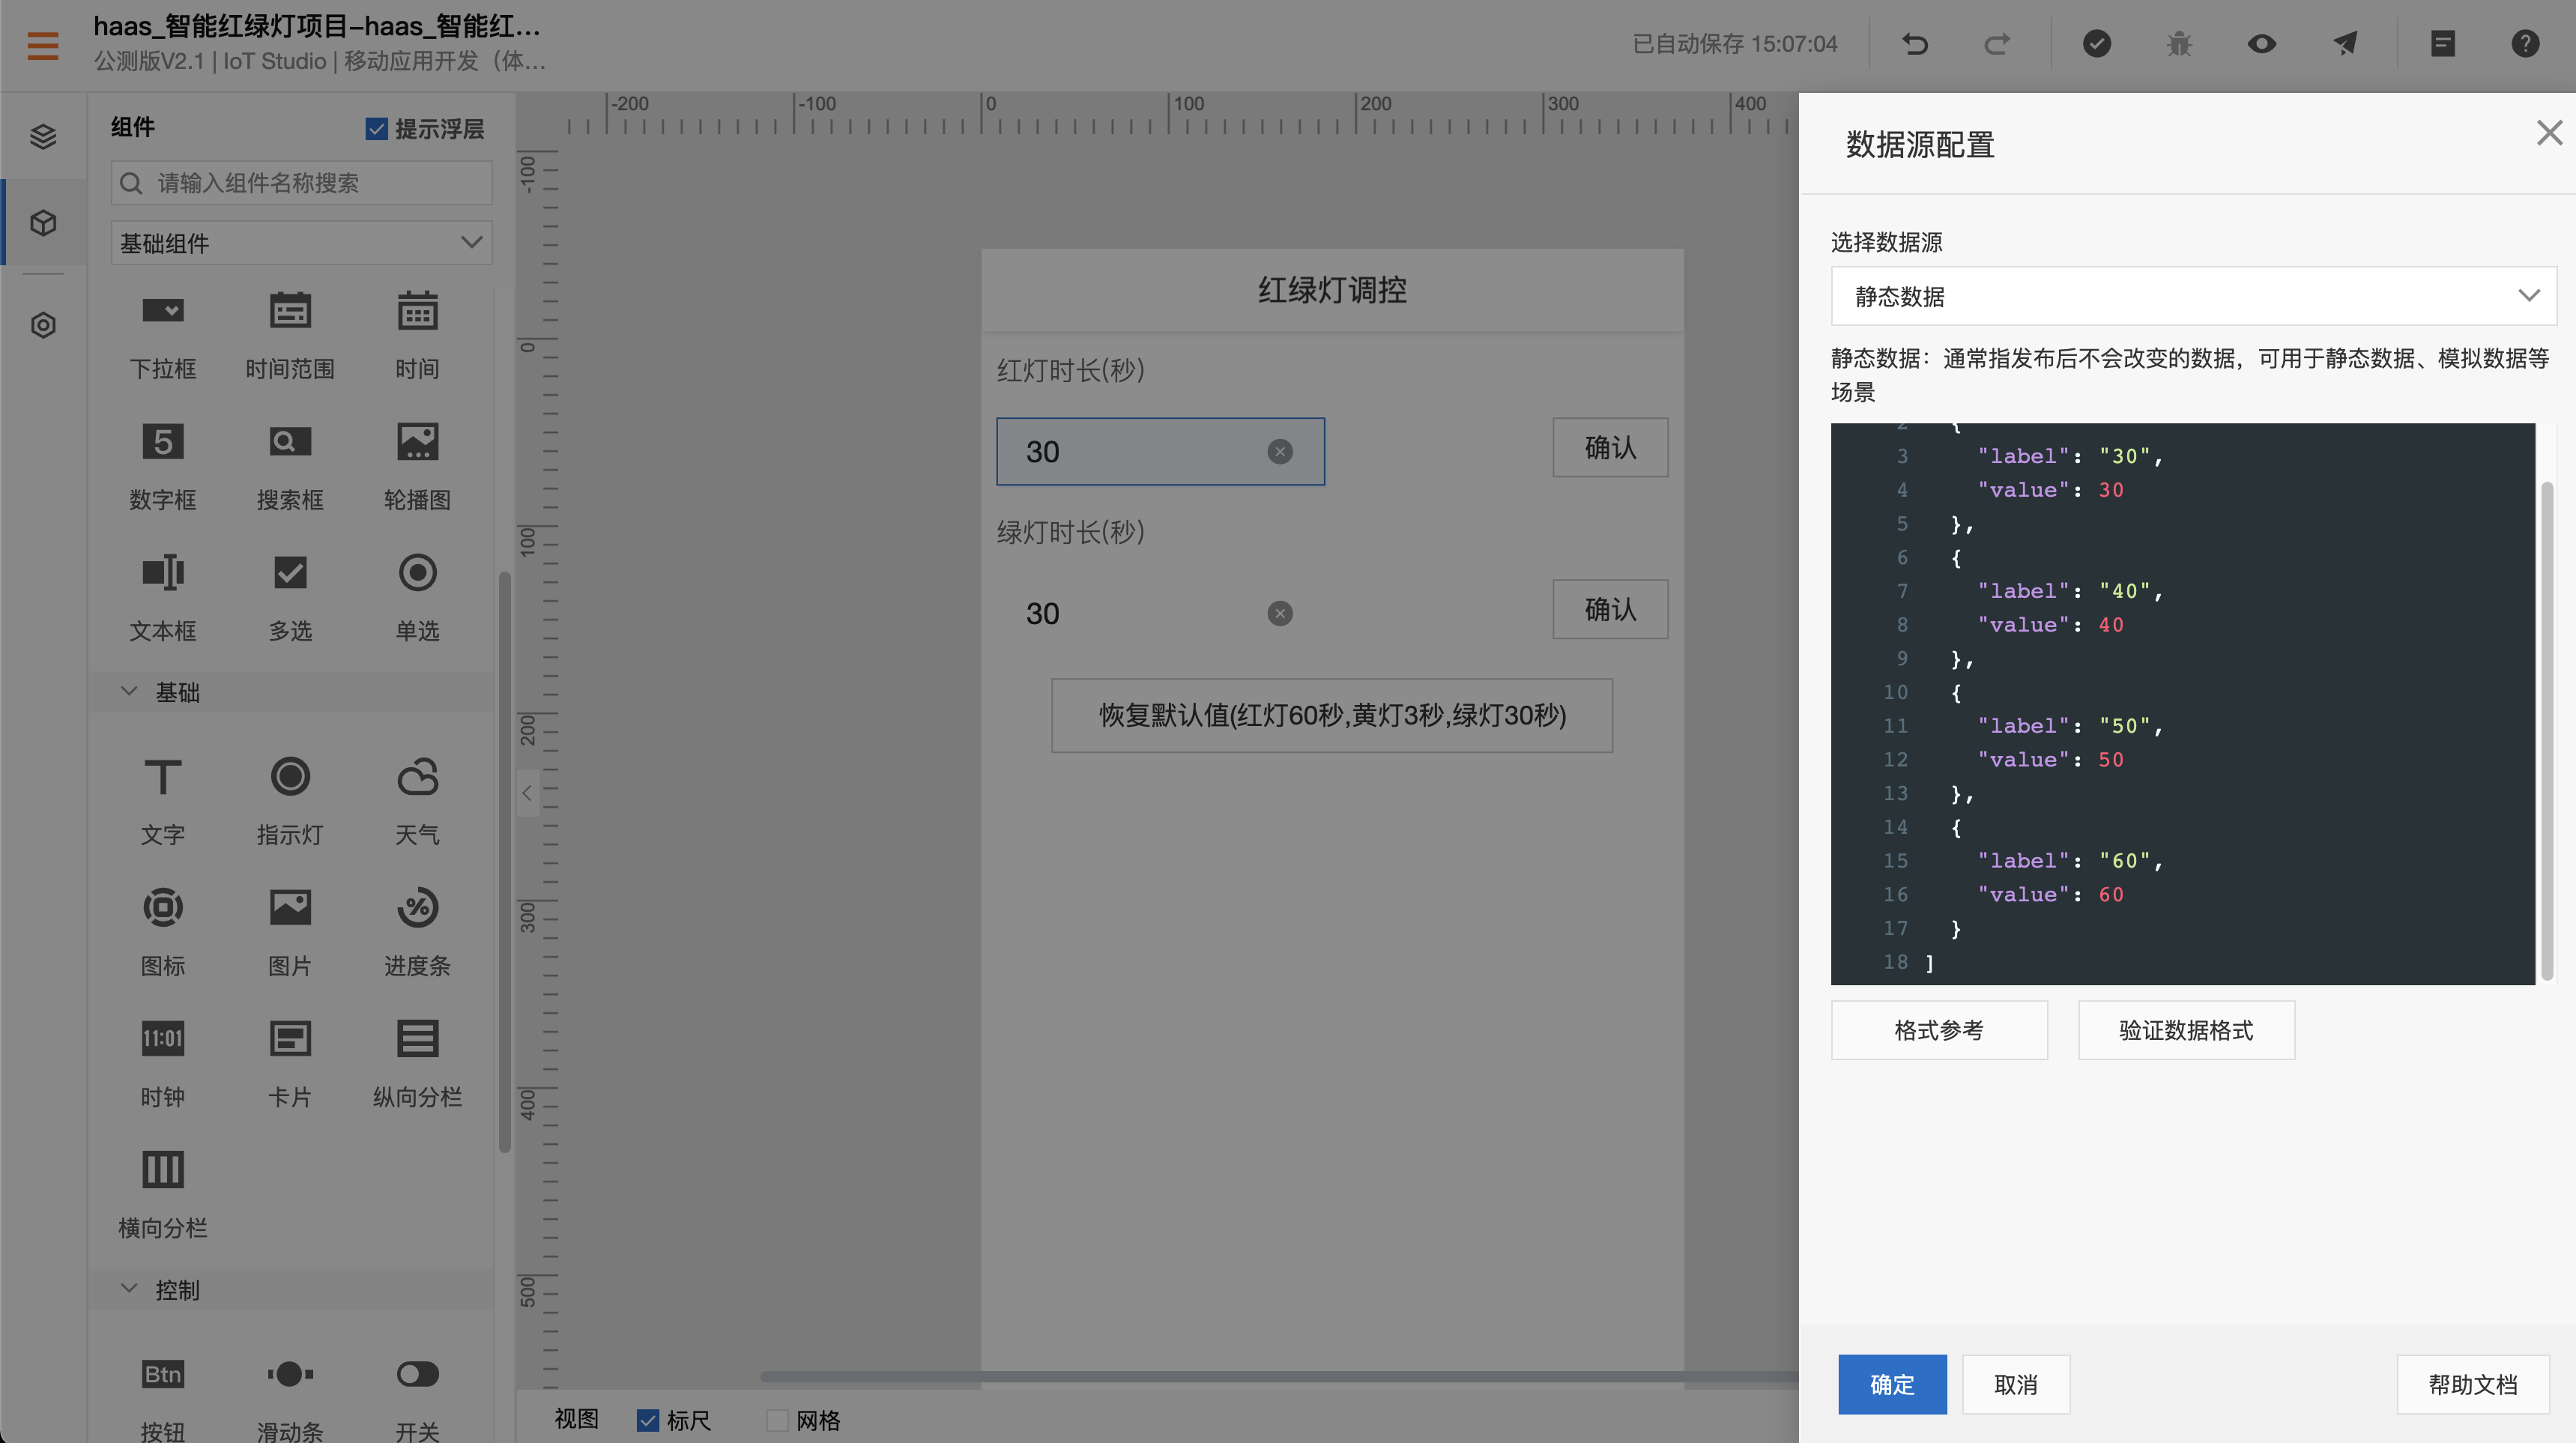 haas_智能红绿灯项目–haas_智能红...
公测版V2.1 | IoT Studio | 移动应用开发（体...
已自动保存 15:07:04
组件
提示浮层
请输入组件名称搜索
基础组件
下拉框 时间范围 时间
5
数字框 搜索框 轮播图
文本框 多选 单选
基础
文字 指示灯 天气
%
图标 图片 进度条
11:01
时钟 卡片 纵向分栏
横向分栏
控制
Btn
按钮 滑动条 开关
-200 -100 0 100 200 300 400
-100
0
100
200
300
400
500
红绿灯调控
红灯时长(秒)
30
确认
绿灯时长(秒)
30
确认
恢复默认值(红灯60秒,黄灯3秒,绿灯30秒)
视图 标尺 网格
数据源配置
选择数据源
静态数据
静态数据：通常指发布后不会改变的数据，可用于静态数据、模拟数据等
场景
2 {
3 "label": "30",
4 "value": 30
5 },
6 {
7 "label": "40",
8 "value": 40
9 },
10 {
11 "label": "50",
12 "value": 50
13 },
14 {
15 "label": "60",
16 "value": 60
17 }
18 ]
格式参考 验证数据格式
确定 取消 帮助文档